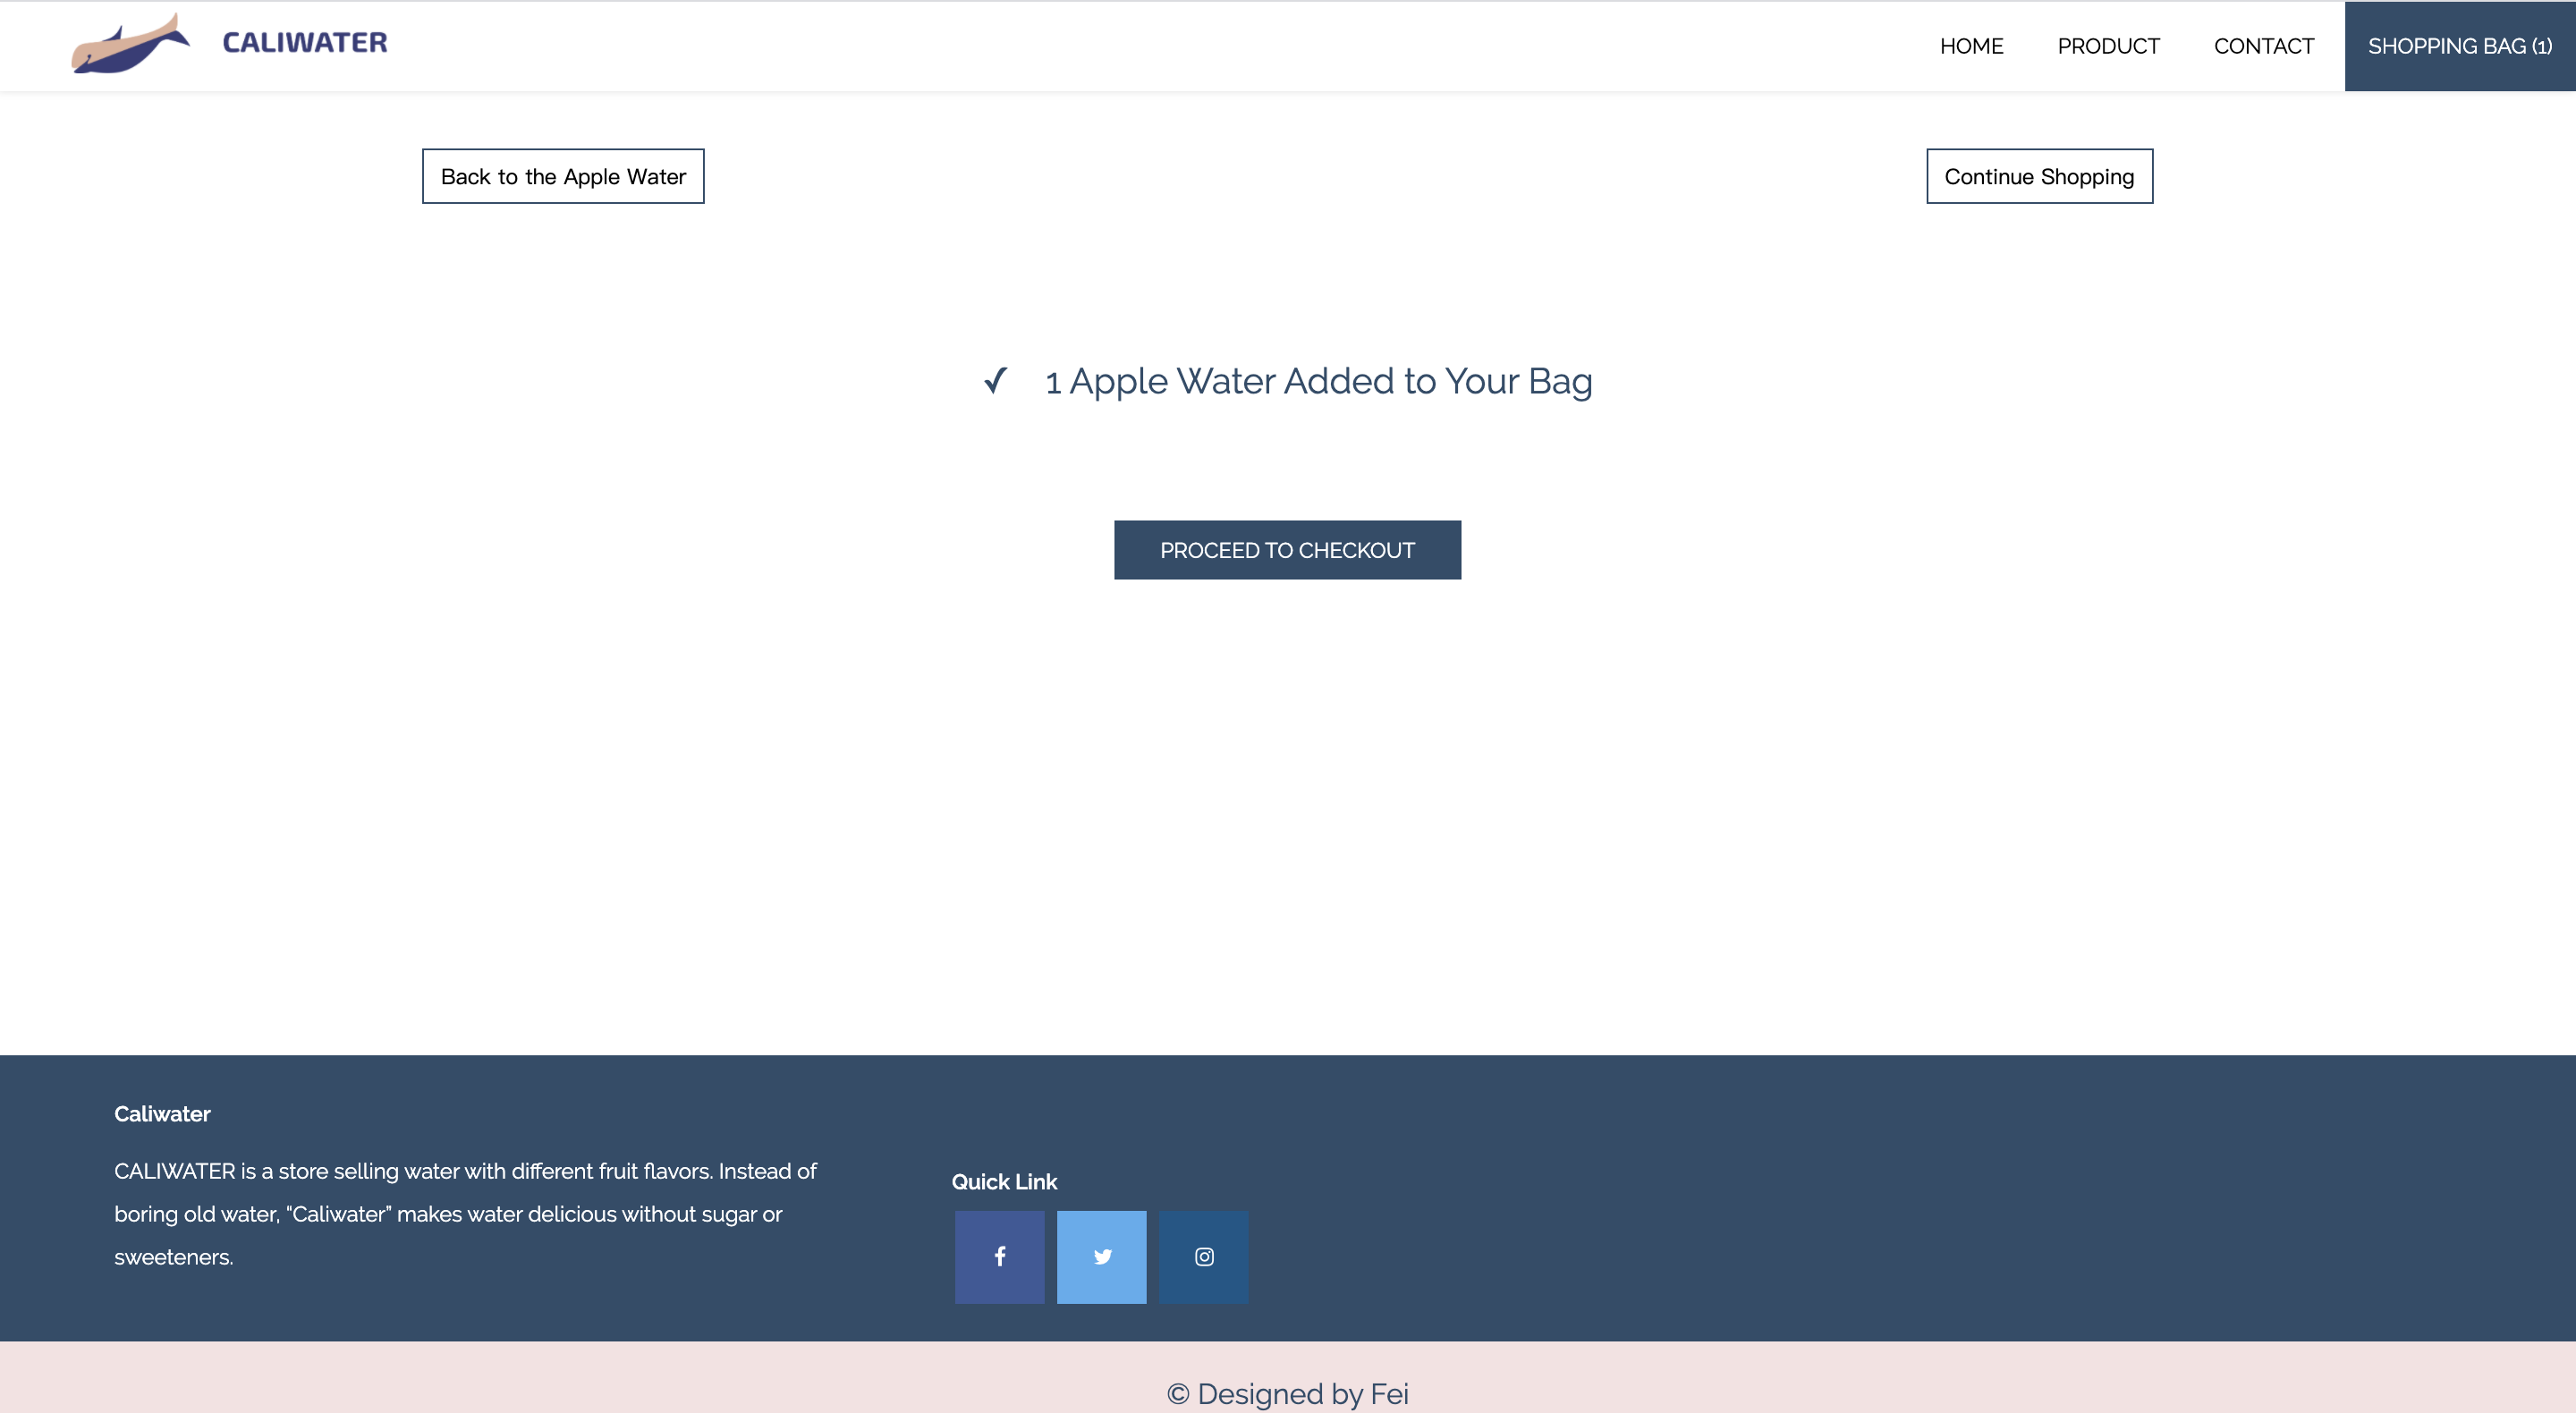 CALIWATER
HOME PRODUCT CONTACT SHOPPING BAG (1)
Back to the Apple Water
Continue Shopping
1 Apple Water Added to Your Bag
PROCEED TO CHECKOUT
Caliwater
CALIWATER is a store selling water with different fruit flavors. Instead of
boring old water, “Caliwater” makes water delicious without sugar or
sweeteners.
Quick Link
© Designed by Fei